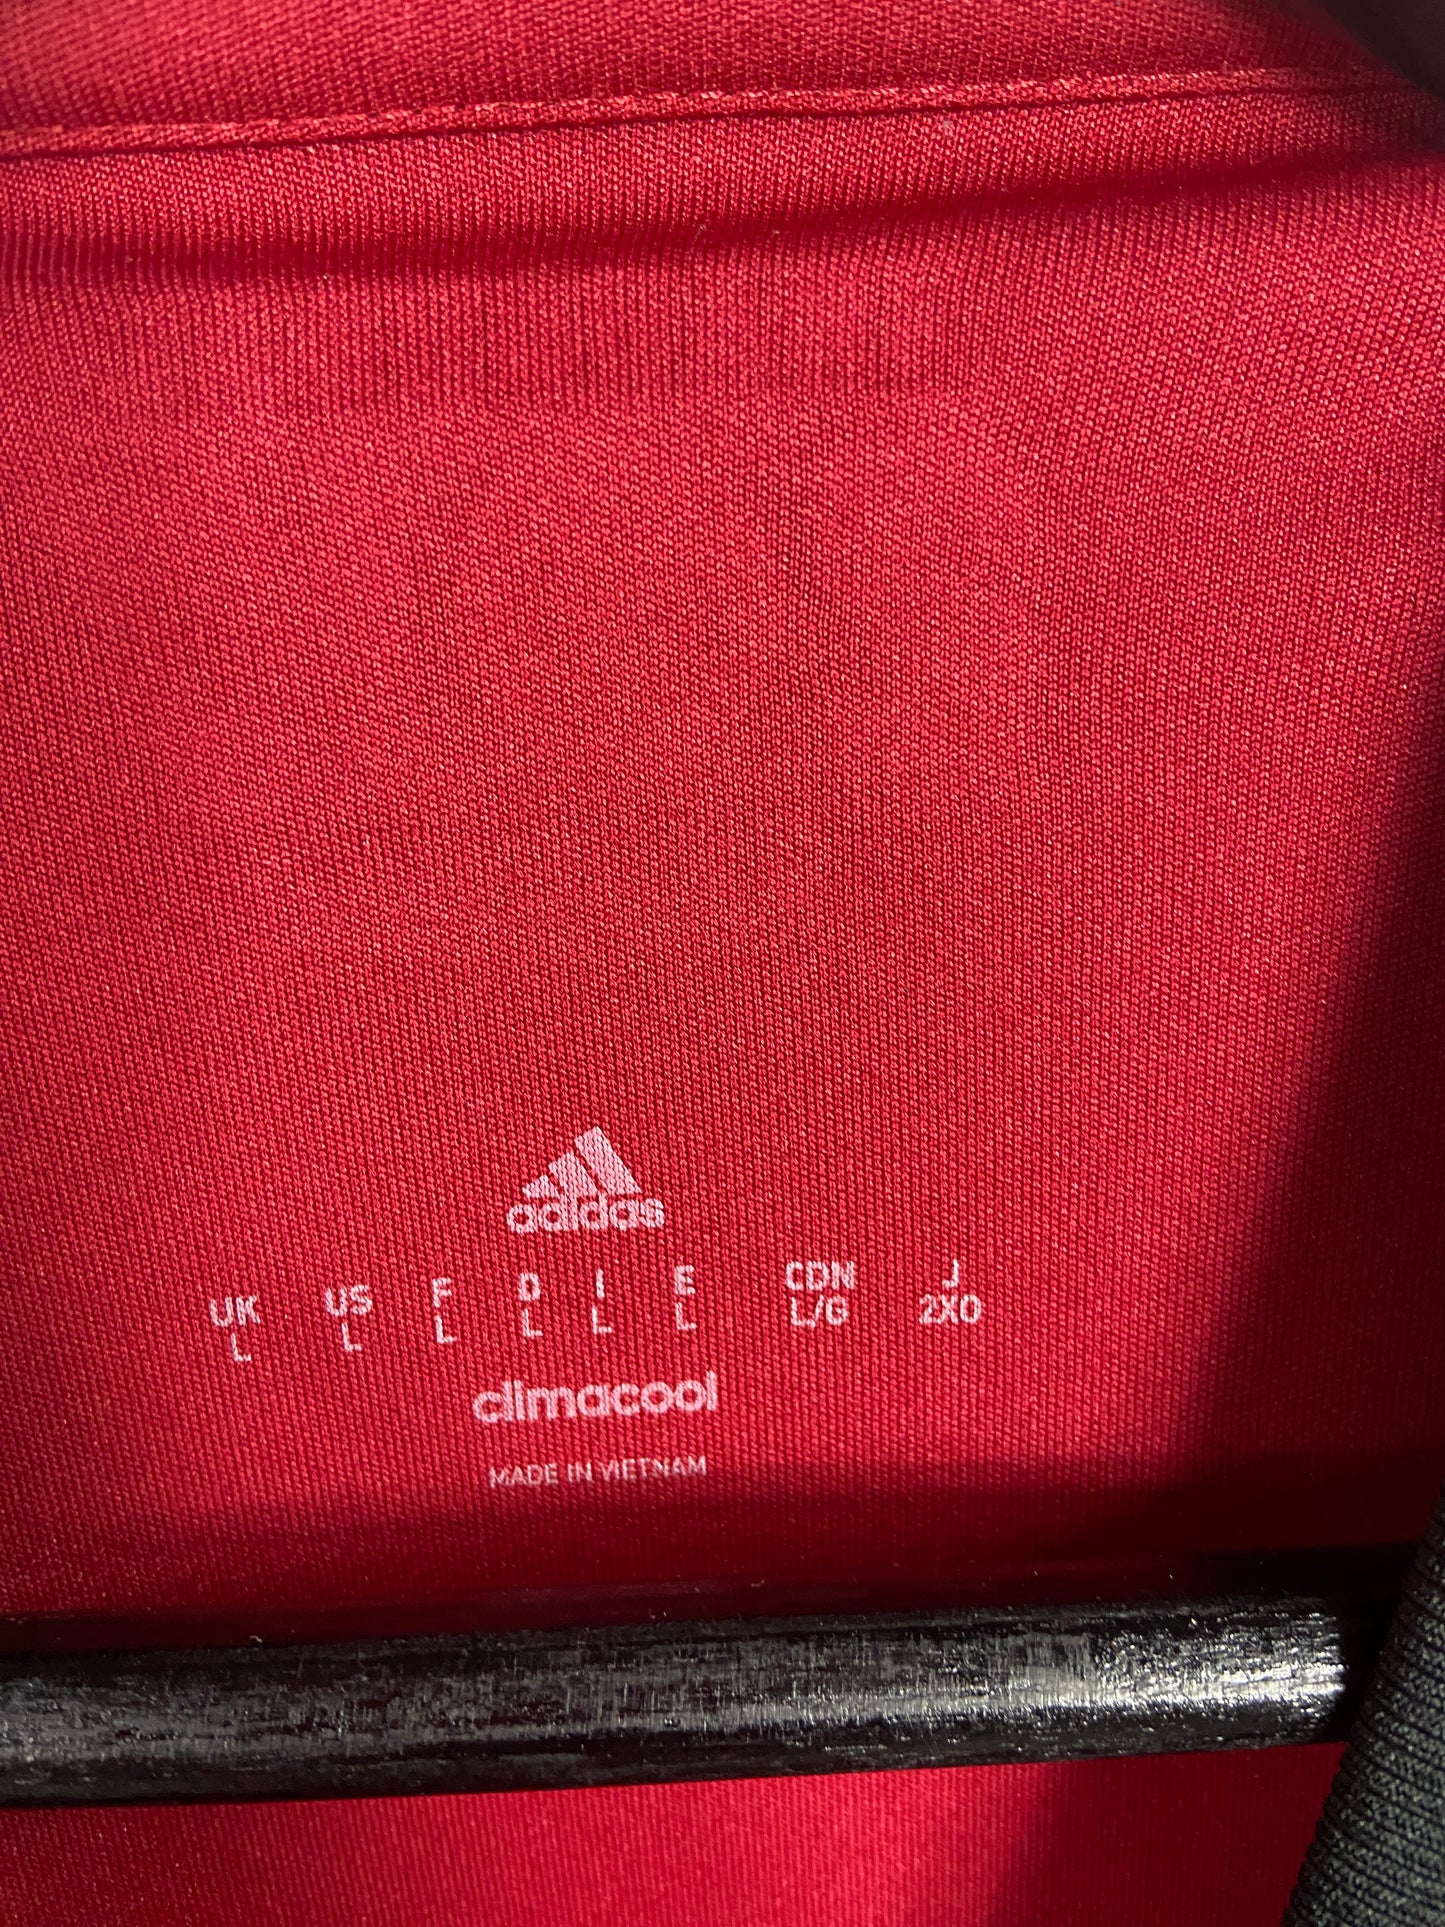 adidas
UK US F D I E CDN J
L L L L L L L/G 2XO
climacool
MADE IN VIETNAM